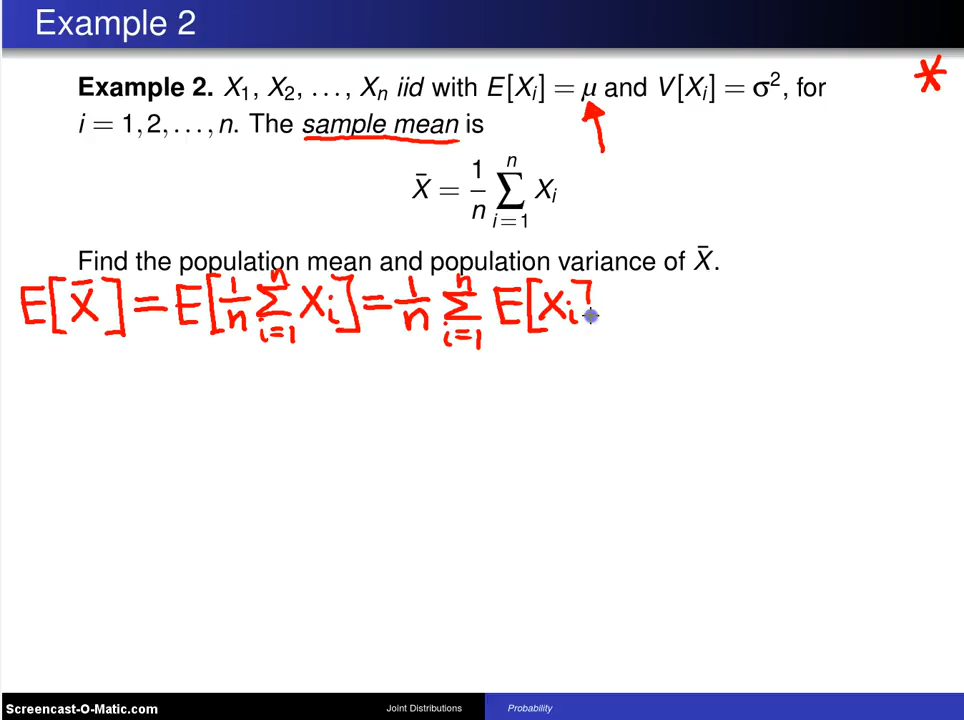 Example 2
Example 2. X₁, X₂, ..., Xₙ iid with E[Xᵢ] = μ and V[Xᵢ] = σ², for
i = 1, 2, ..., n. The sample mean is
X̄ = 1/n ∑ᵢ₌₁ⁿ Xᵢ
Find the population mean and population variance of X̄.
E[X̄] = E[1/n ∑ᵢ₌₁ⁿ Xᵢ] = 1/n ∑ᵢ₌₁ⁿ E[Xᵢ]
Screencast-O-Matic.com Joint Distributions Probability